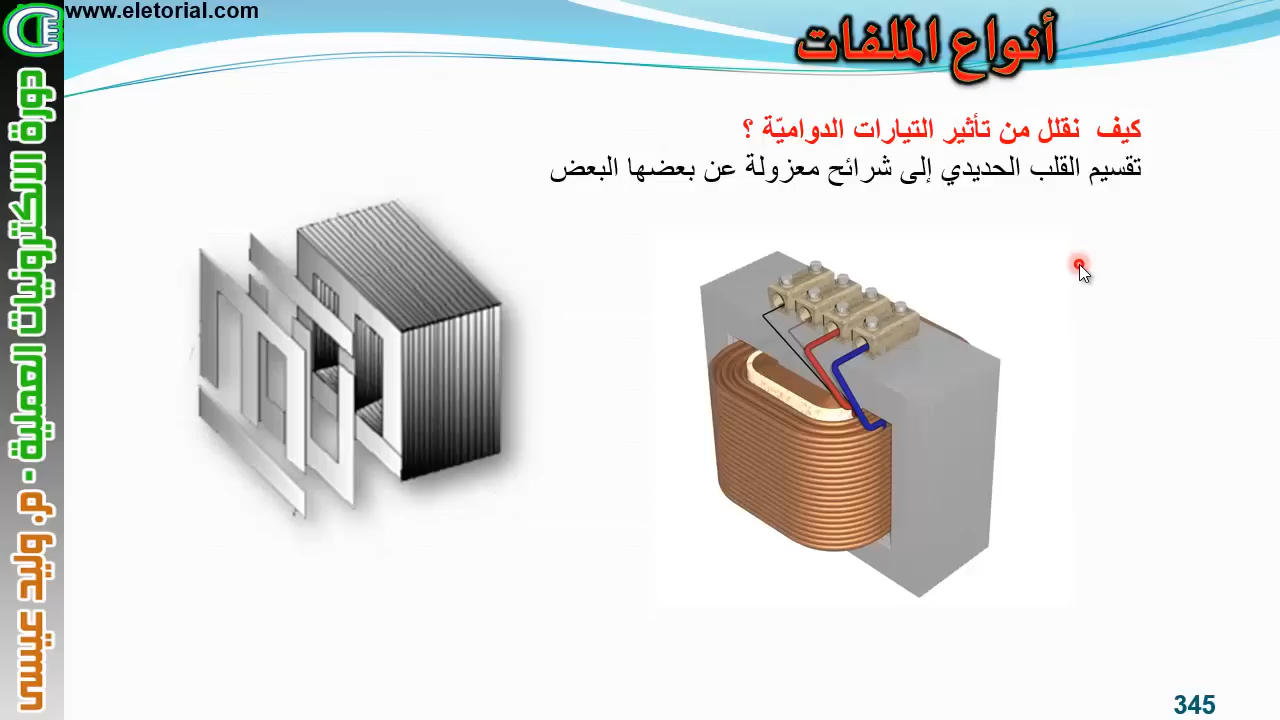 www.eletorial.com
أنواع الملفات
كيف نقلل من تأثير التيارات الدواميّة ؟
تقسيم القلب الحديدي إلى شرائح معزولة عن بعضها البعض
دورة الالكترونيات العملية - م. وليد عيسى
345